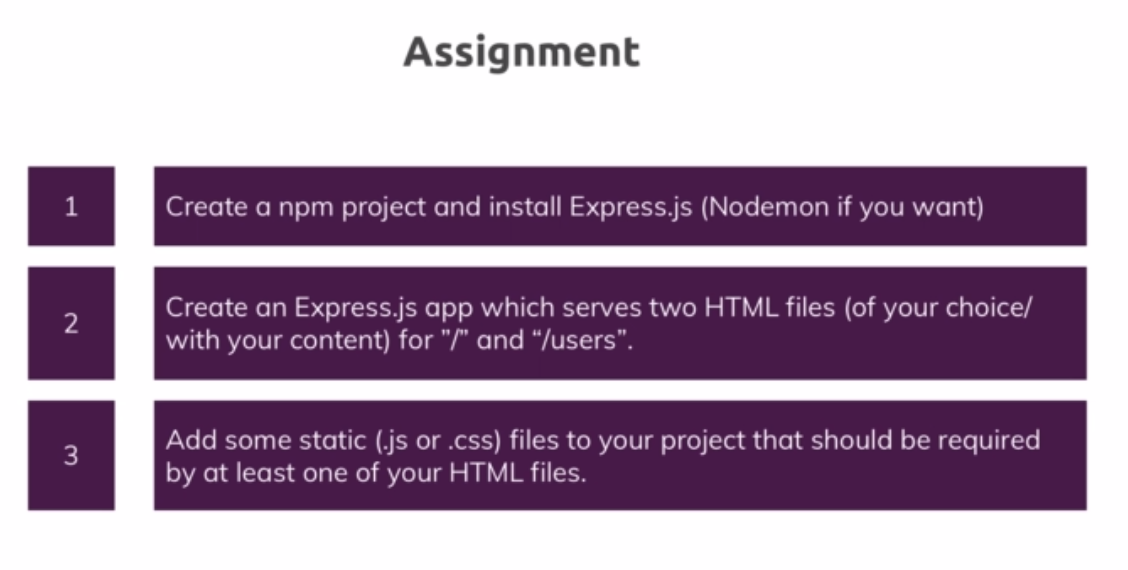 Assignment
1
Create a npm project and install Express.js (Nodemon if you want)
2
Create an Express.js app which serves two HTML files (of your choice/
with your content) for ”/” and “/users”.
3
Add some static (.js or .css) files to your project that should be required
by at least one of your HTML files.